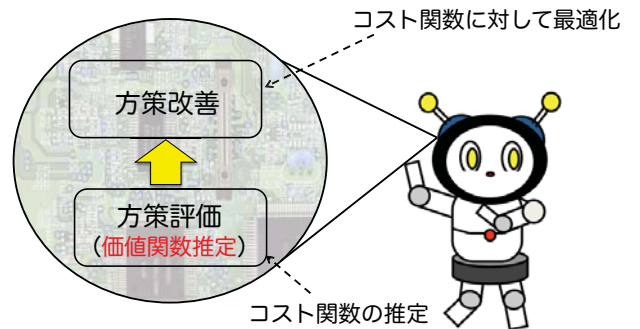 コスト関数に対して最適化
方策改善
方策評価
（価値関数推定）
コスト関数の推定